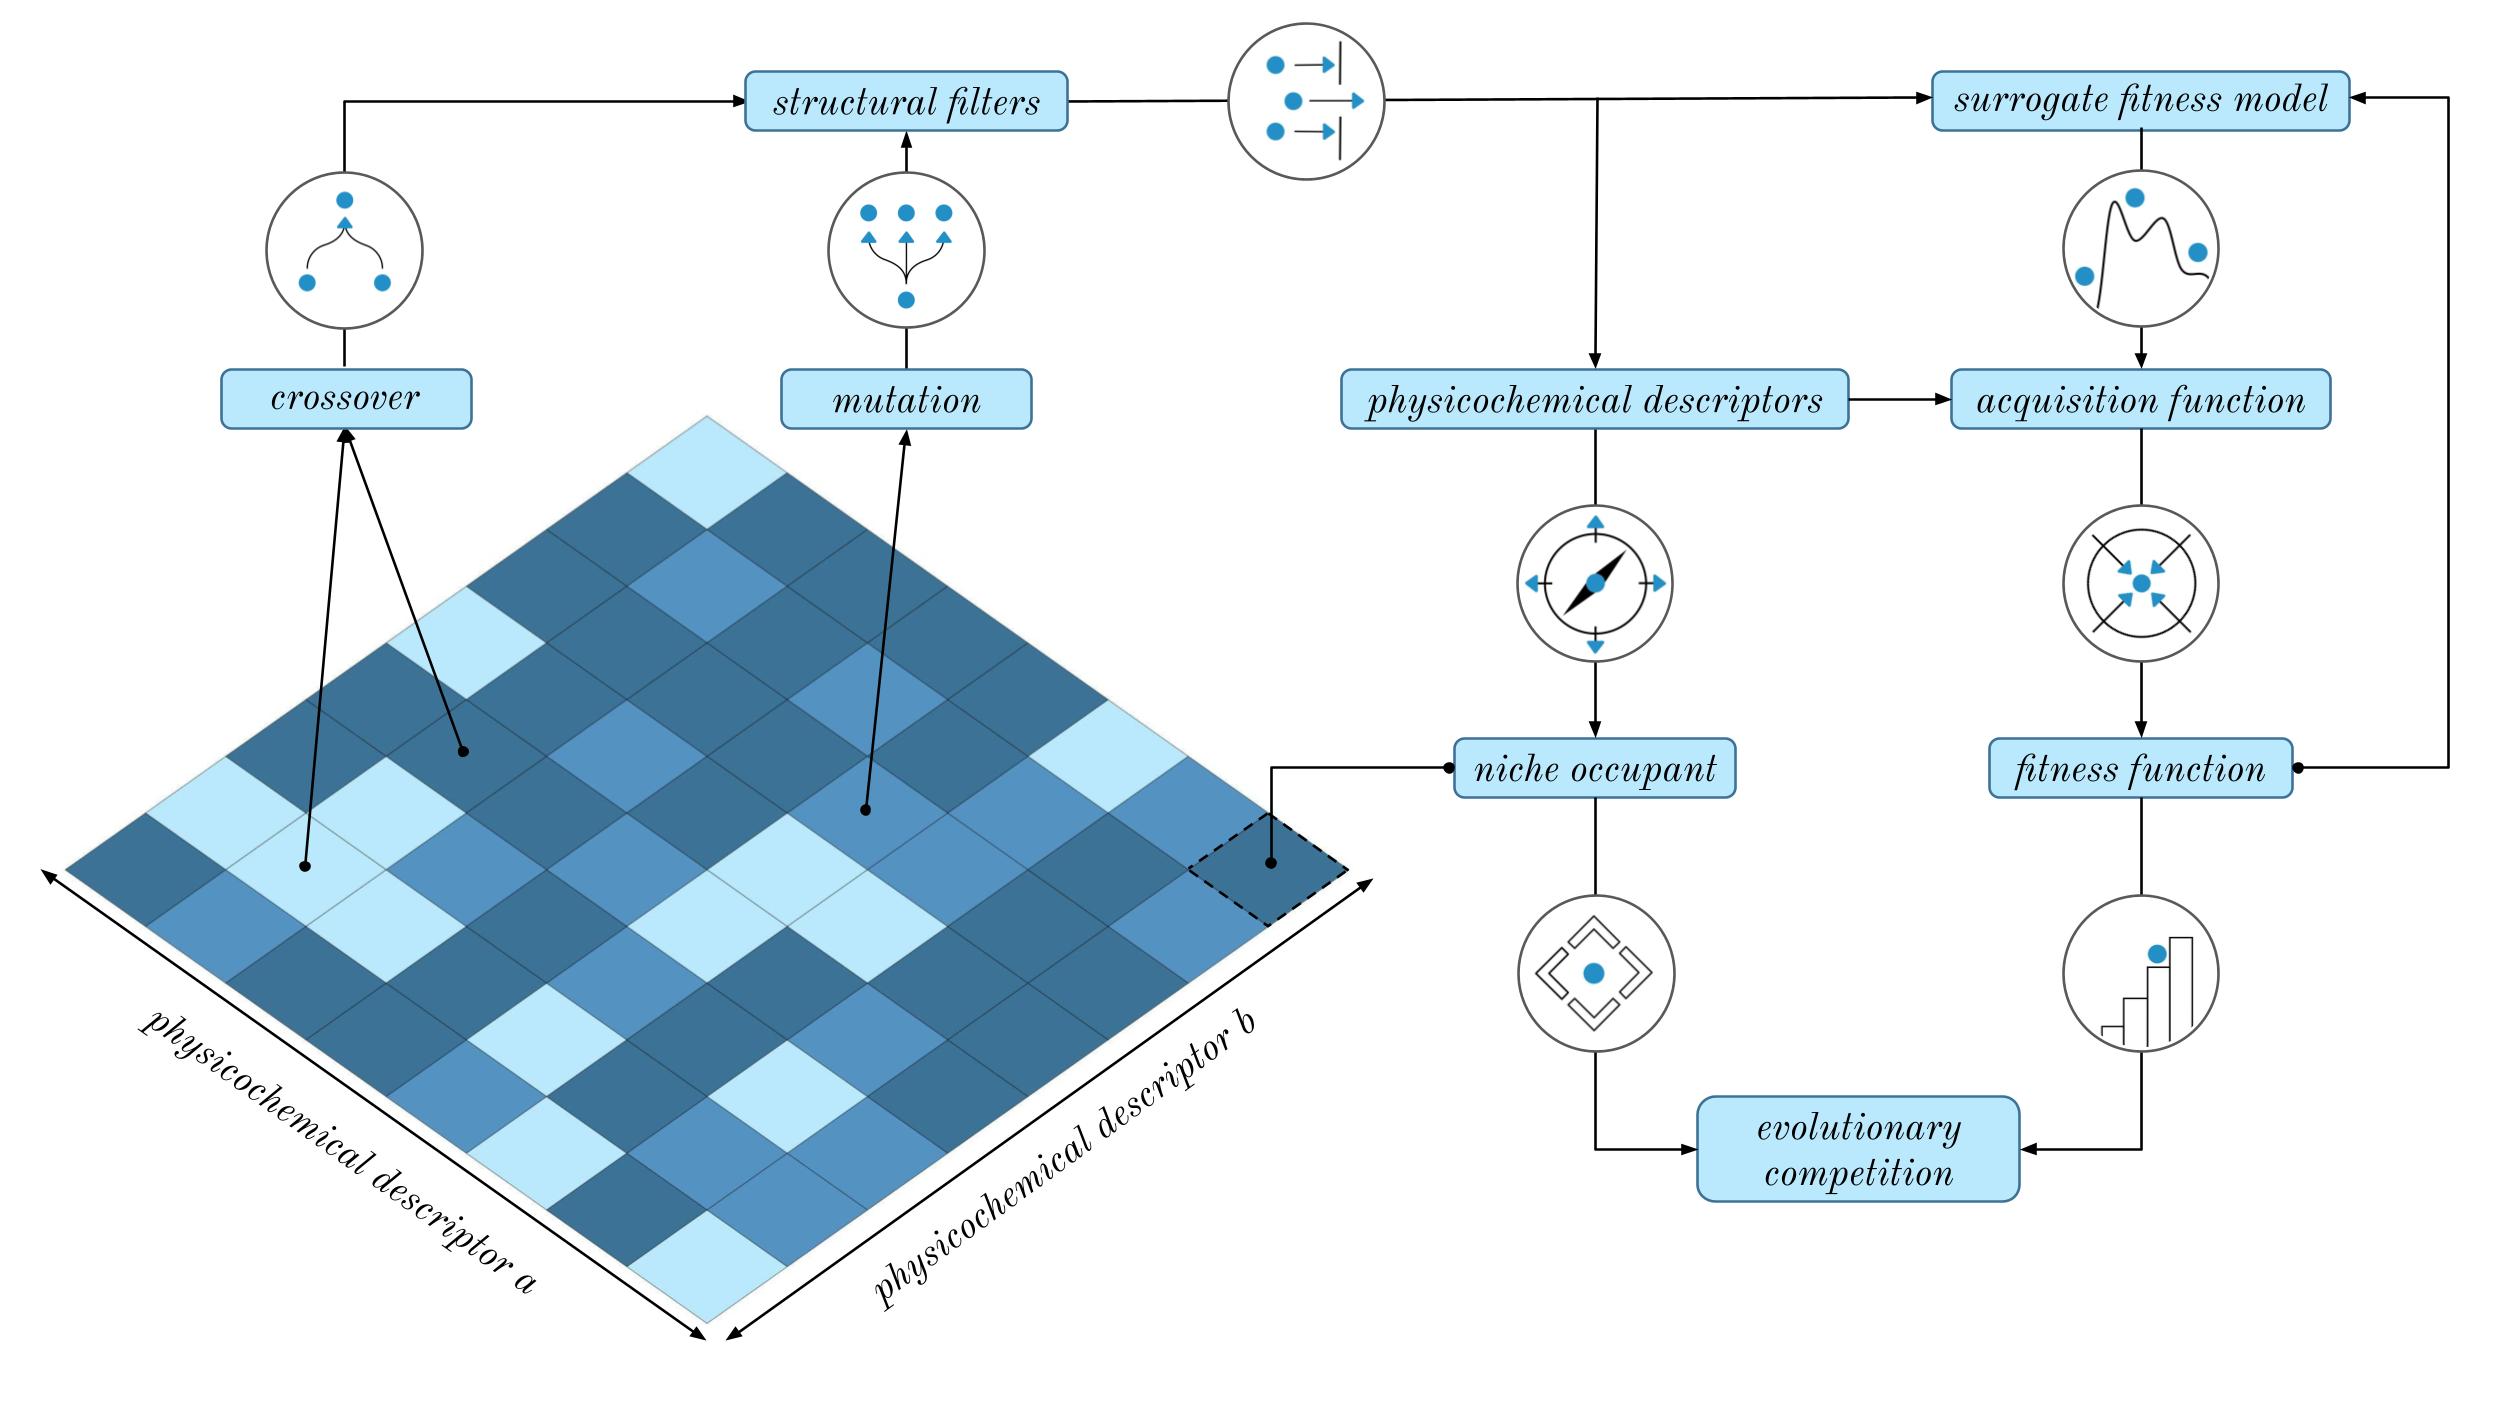 structural filters
surrogate fitness model
crossover
mutation
physicochemical descriptors
acquisition function
niche occupant
fitness function
physicochemical descriptor a
physicochemical descriptor b
evolutionary
competition